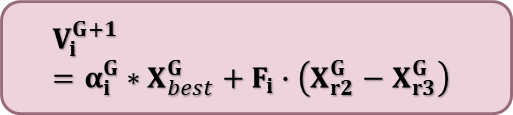 V_i^{G+1}
= α_i^G * X_{best}^G + F_i · (X_{r2}^G − X_{r3}^G)